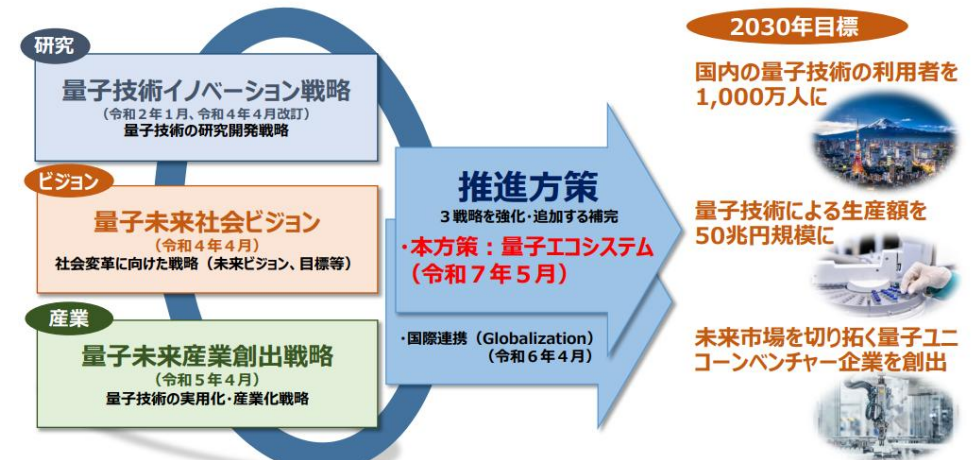 研究
量子技術イノベーション戦略
（令和２年１月、令和４年４月改訂）
量子技術の研究開発戦略
ビジョン
量子未来社会ビジョン
（令和４年４月）
社会変革に向けた戦略（未来ビジョン、目標等）
産業
量子未来産業創出戦略
（令和５年４月）
量子技術の実用化・産業化戦略
推進方策
３戦略を強化・追加する補完
・本方策：量子エコシステム
（令和７年５月）
・国際連携（Globalization）
（令和６年４月）
2030年目標
国内の量子技術の利用者を
1,000万人に
量子技術による生産額を
50兆円規模に
未来市場を切り拓く量子ユニ
コーンベンチャー企業を創出